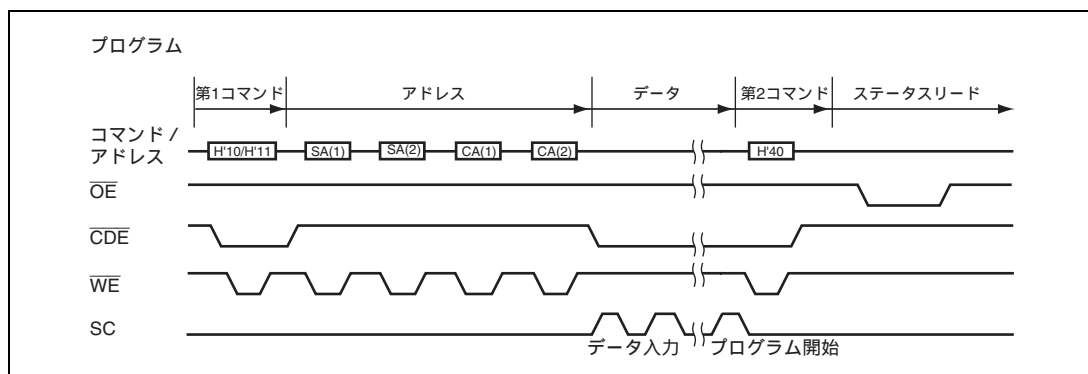 プログラム
第1コマンド アドレス データ 第2コマンド ステータスリード
コマンド /
アドレス
H'10/H'11 SA(1) SA(2) CA(1) CA(2) H'40
OE
CDE
WE
SC
データ入力 プログラム開始